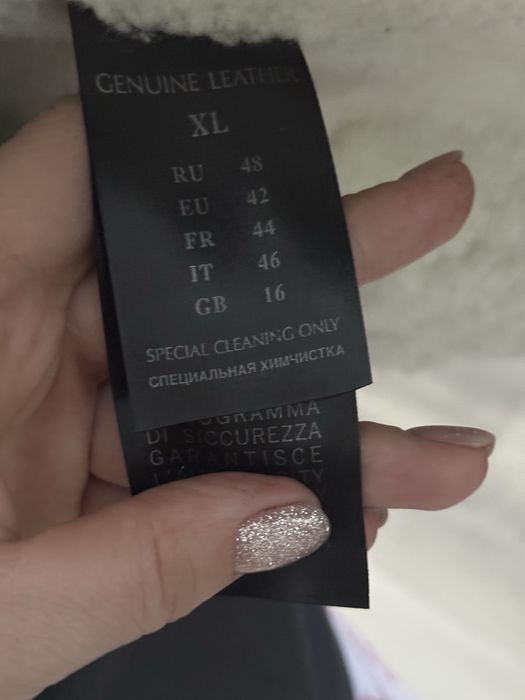 GENUINE LEATHER
XL
RU 48
EU 42
FR 44
IT 46
GB 16
SPECIAL CLEANING ONLY
СПЕЦИАЛЬНАЯ ХИМЧИСТКА
DI SICCUREZZA
GARANTISCE